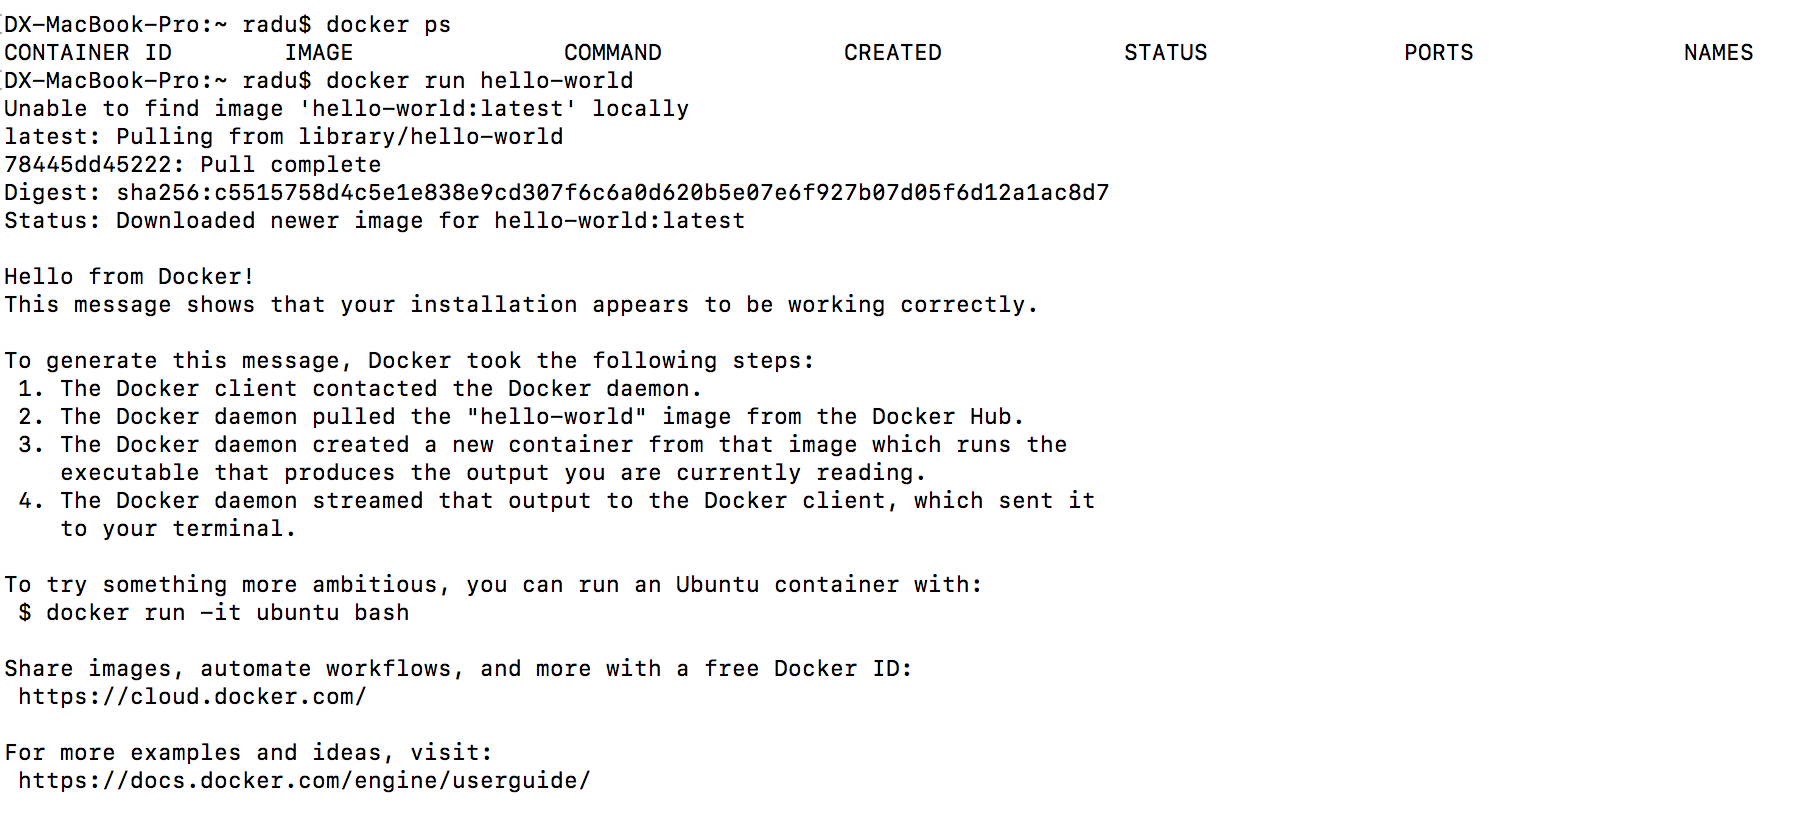 DX-MacBook-Pro:~ radu$ docker ps
CONTAINER ID        IMAGE               COMMAND             CREATED             STATUS              PORTS               NAMES
DX-MacBook-Pro:~ radu$ docker run hello-world
Unable to find image 'hello-world:latest' locally
latest: Pulling from library/hello-world
78445dd45222: Pull complete
Digest: sha256:c5515758d4c5e1e838e9cd307f6c6a0d620b5e07e6f927b07d05f6d12a1ac8d7
Status: Downloaded newer image for hello-world:latest

Hello from Docker!
This message shows that your installation appears to be working correctly.

To generate this message, Docker took the following steps:
 1. The Docker client contacted the Docker daemon.
 2. The Docker daemon pulled the "hello-world" image from the Docker Hub.
 3. The Docker daemon created a new container from that image which runs the
    executable that produces the output you are currently reading.
 4. The Docker daemon streamed that output to the Docker client, which sent it
    to your terminal.

To try something more ambitious, you can run an Ubuntu container with:
 $ docker run -it ubuntu bash

Share images, automate workflows, and more with a free Docker ID:
 https://cloud.docker.com/

For more examples and ideas, visit:
 https://docs.docker.com/engine/userguide/